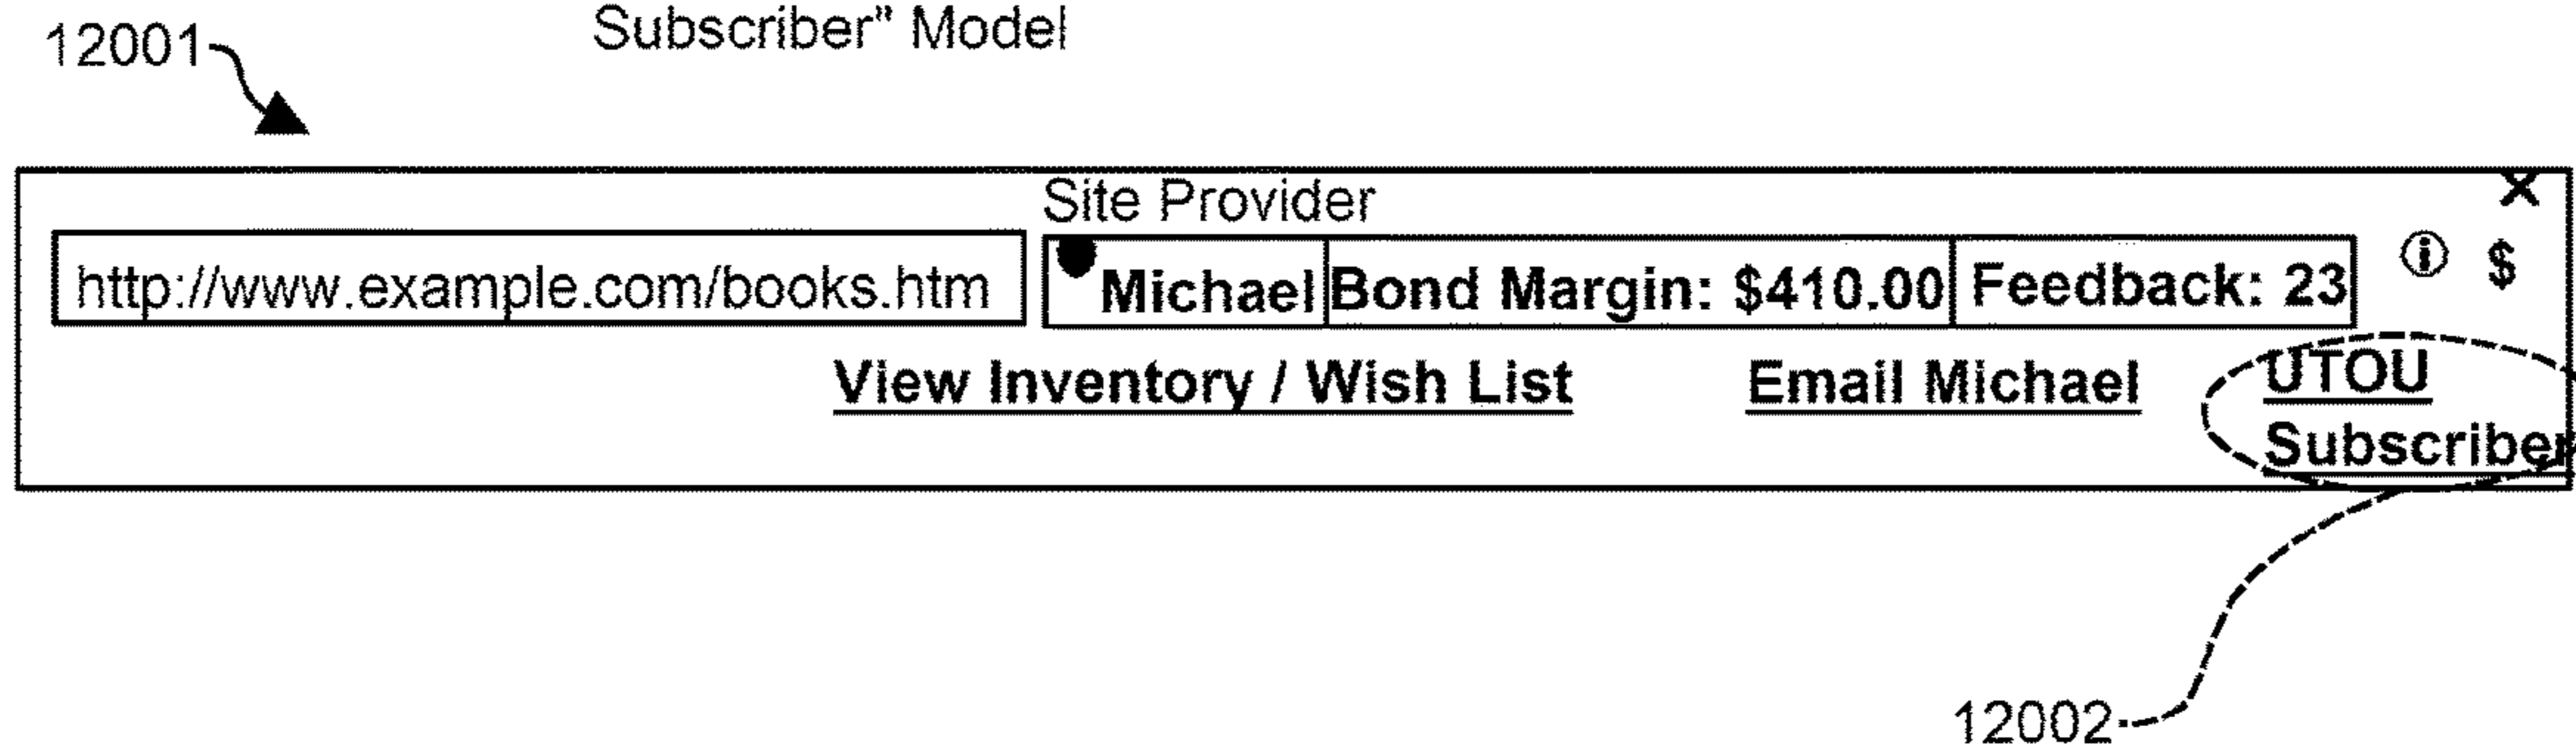 Subscriber" Model
12001
Site Provider X
http://www.example.com/books.htm Michael Bond Margin: $410.00 Feedback: 23 ⓘ $
View Inventory / Wish List Email Michael UTOU
Subscriber
12002